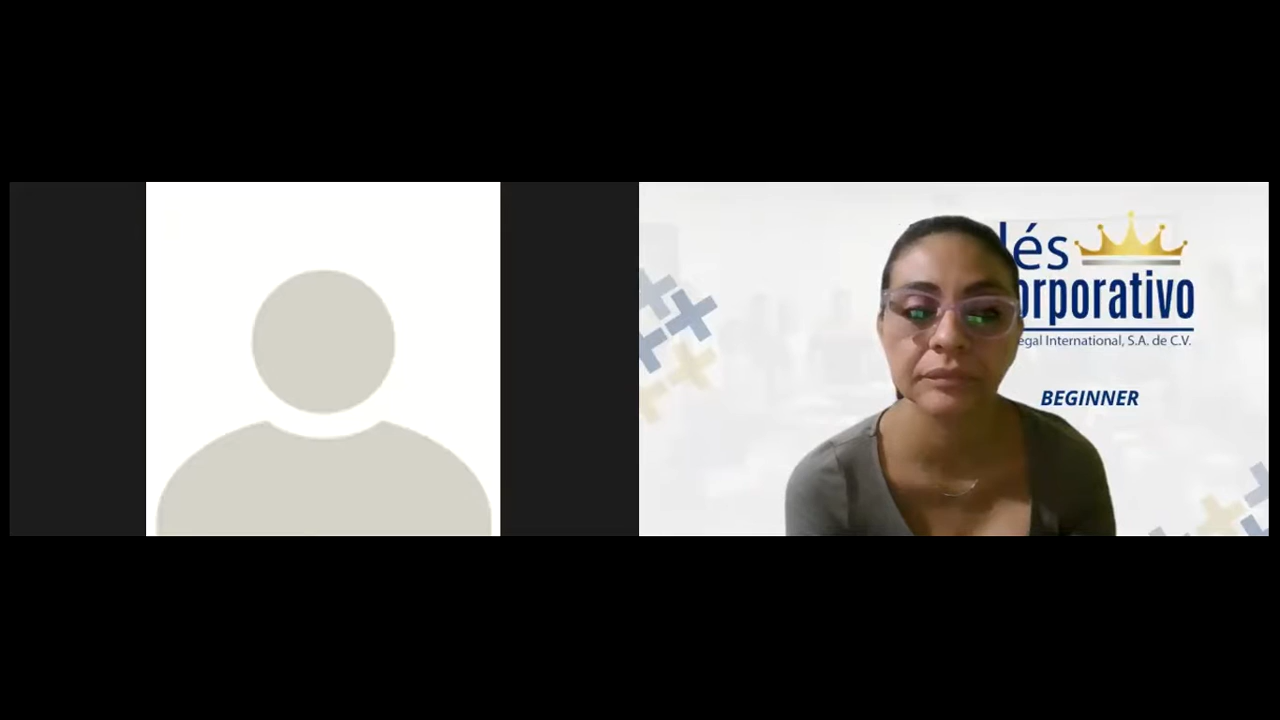 lés
orporativo
egal International, S.A. de C.V.
BEGINNER